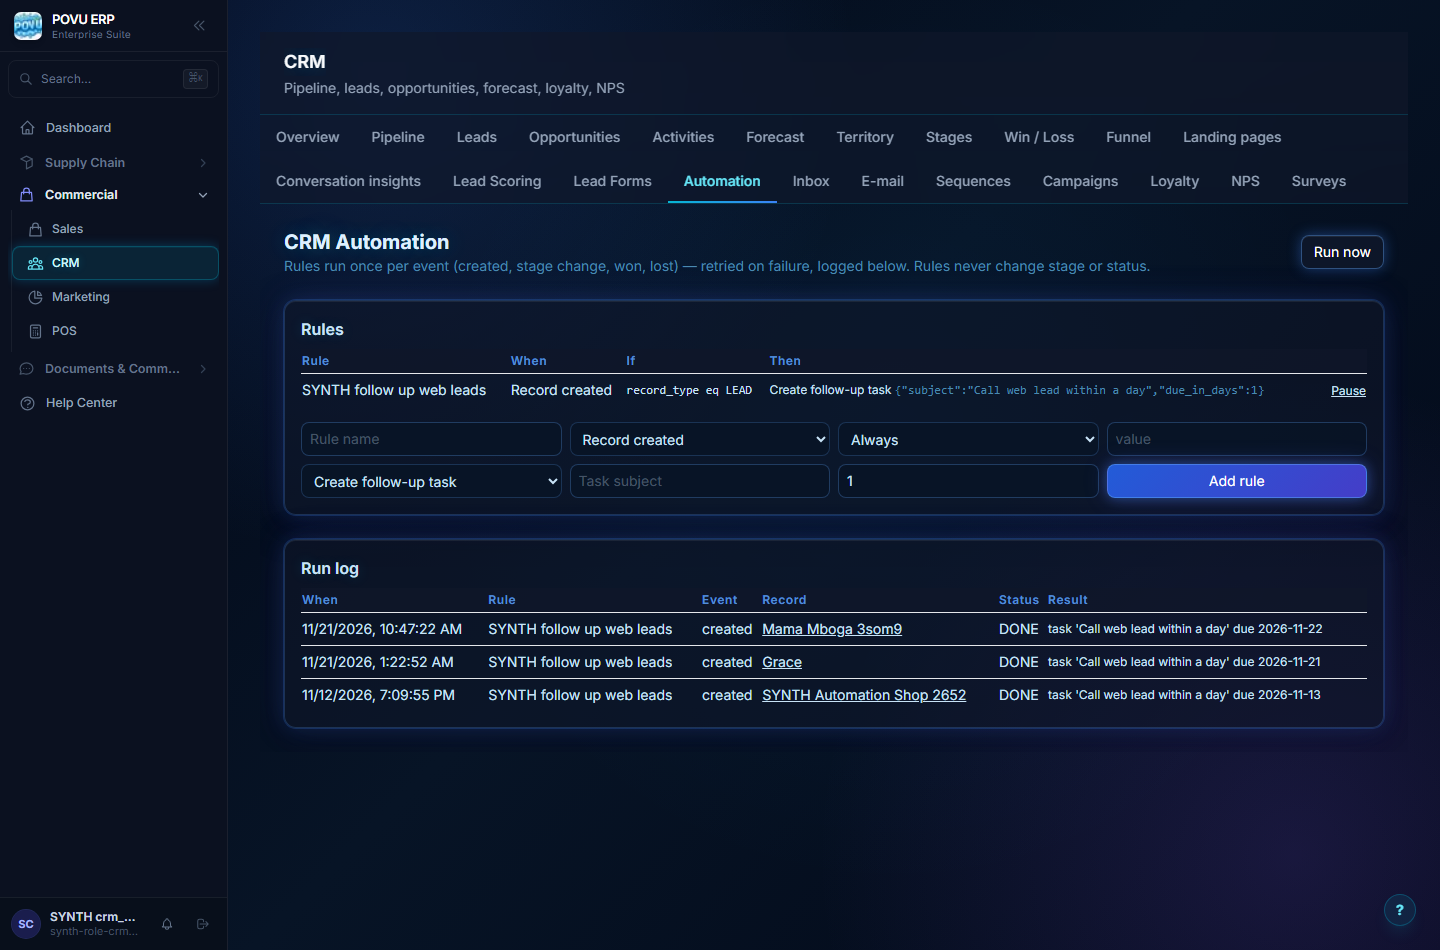 POVU ERP
Enterprise Suite
Search...
⌘K
Dashboard
Supply Chain
Commercial
Sales
CRM
Marketing
POS
Documents & Comm...
Help Center
SC
SYNTH crm_...
synth-role-crm...
CRM
Pipeline, leads, opportunities, forecast, loyalty, NPS
Overview Pipeline Leads Opportunities Activities Forecast Territory Stages Win / Loss Funnel Landing pages
Conversation insights Lead Scoring Lead Forms Automation Inbox E-mail Sequences Campaigns Loyalty NPS Surveys
CRM Automation
Rules run once per event (created, stage change, won, lost) — retried on failure, logged below. Rules never change stage or status.
Run now
Rules
Rule When If Then
SYNTH follow up web leads Record created record_type eq LEAD Create follow-up task {"subject":"Call web lead within a day","due_in_days":1} Pause
Rule name Record created Always value
Create follow-up task Task subject 1 Add rule
Run log
When Rule Event Record Status Result
11/21/2026, 10:47:22 AM SYNTH follow up web leads created Mama Mboga 3som9 DONE task 'Call web lead within a day' due 2026-11-22
11/21/2026, 1:22:52 AM SYNTH follow up web leads created Grace DONE task 'Call web lead within a day' due 2026-11-21
11/12/2026, 7:09:55 PM SYNTH follow up web leads created SYNTH Automation Shop 2652 DONE task 'Call web lead within a day' due 2026-11-13
?